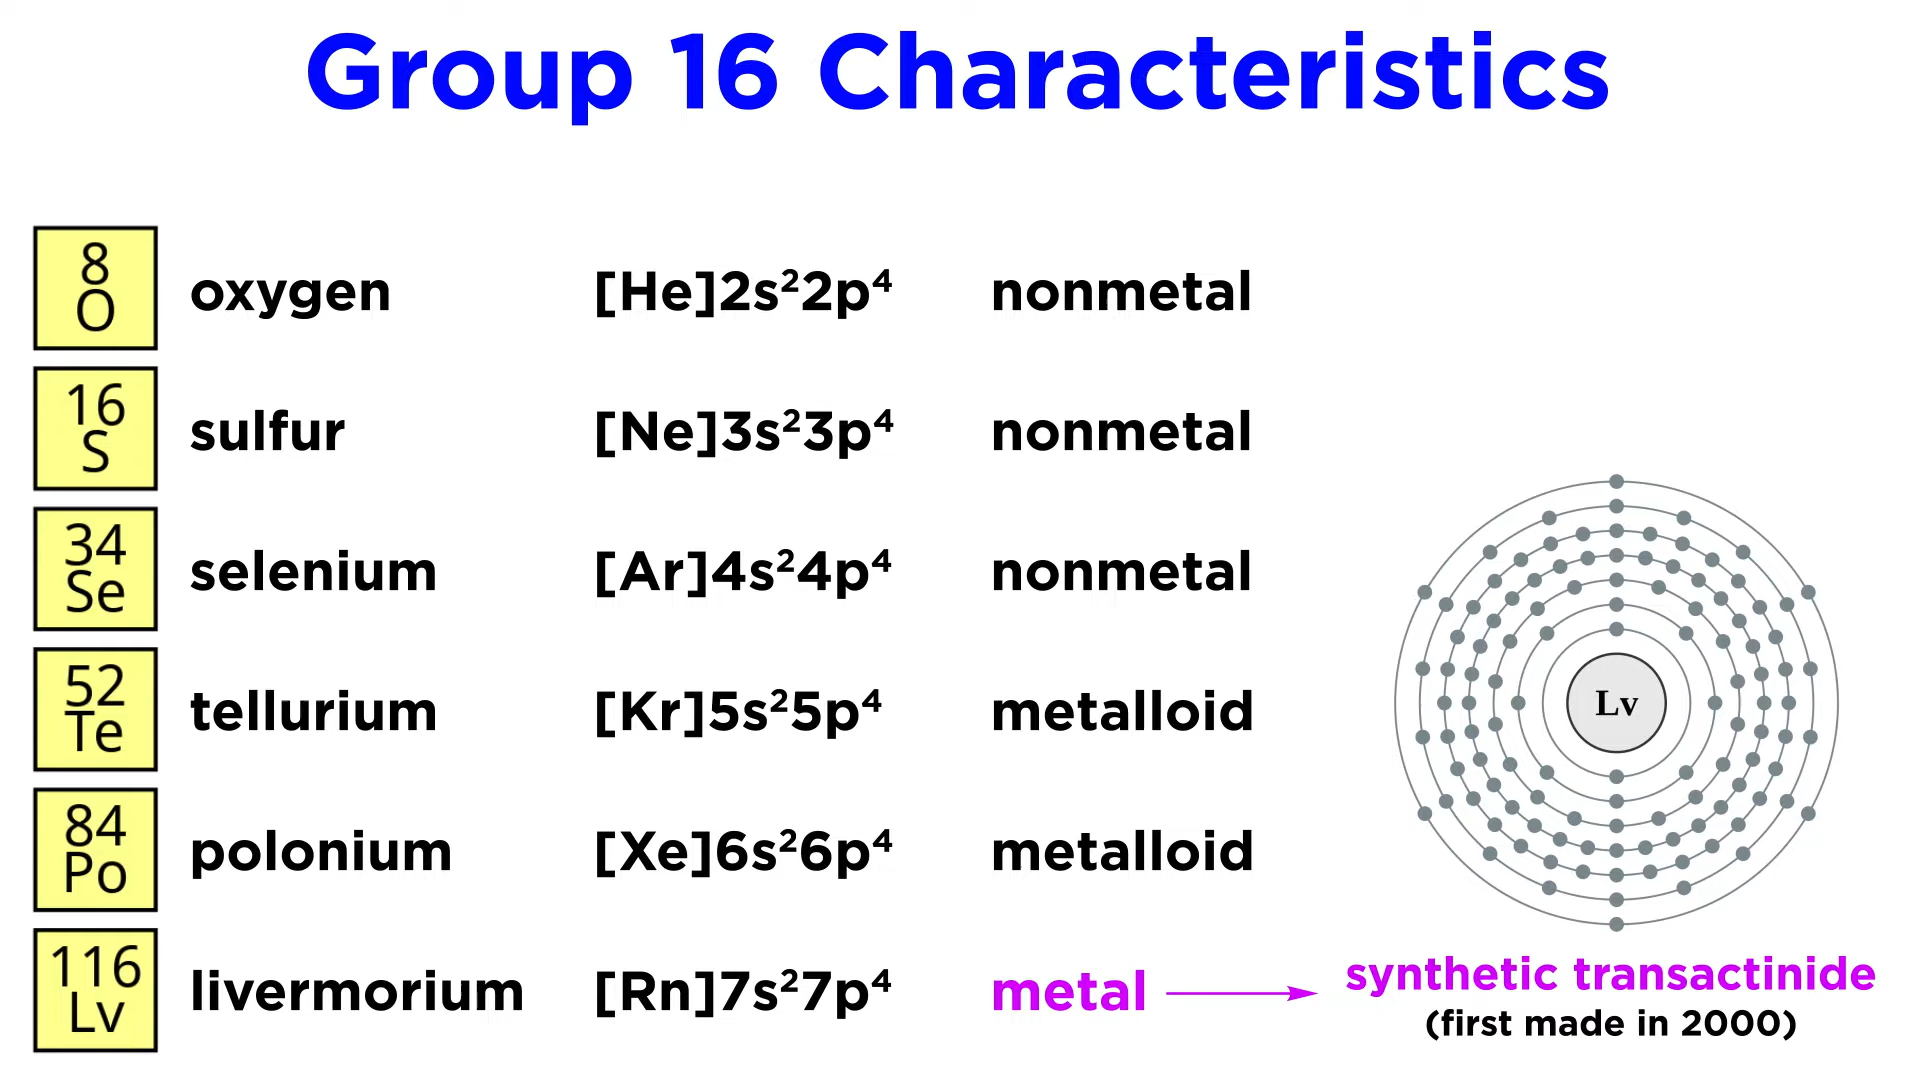 Group 16 Characteristics
8
O
oxygen [He]2s²2p⁴ nonmetal
16
S
sulfur [Ne]3s²3p⁴ nonmetal
34
Se
selenium [Ar]4s²4p⁴ nonmetal
52
Te
tellurium [Kr]5s²5p⁴ metalloid
84
Po
polonium [Xe]6s²6p⁴ metalloid
116
Lv
livermorium [Rn]7s²7p⁴ metal
Lv
synthetic transactinide
(first made in 2000)